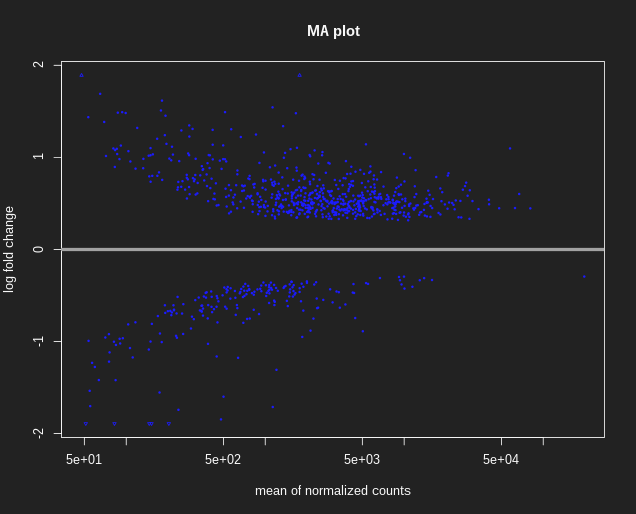 MA plot
log fold change
2
1
0
-1
-2
5e+01
5e+02
5e+03
5e+04
mean of normalized counts